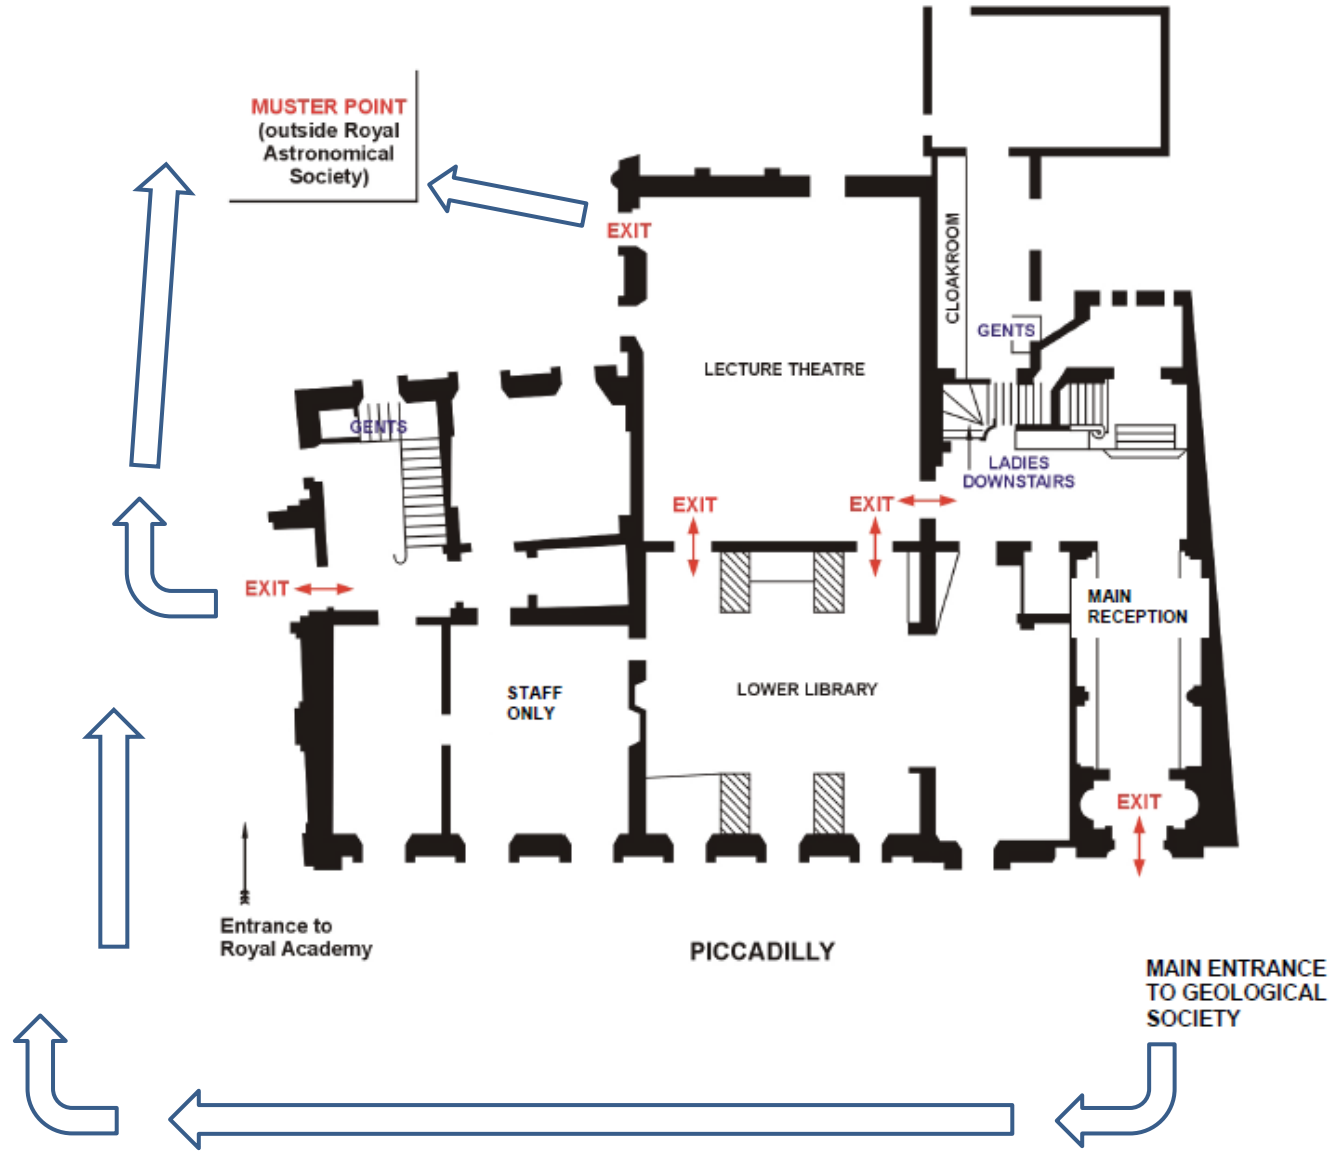 MUSTER POINT
(outside Royal
Astronomical
Society)
EXIT
CLOAKROOM
GENTS
LECTURE THEATRE
GENTS
LADIES
DOWNSTAIRS
EXIT
EXIT
EXIT
MAIN
RECEPTION
STAFF
ONLY
LOWER LIBRARY
EXIT
Entrance to
Royal Academy
PICCADILLY
MAIN ENTRANCE
TO GEOLOGICAL
SOCIETY